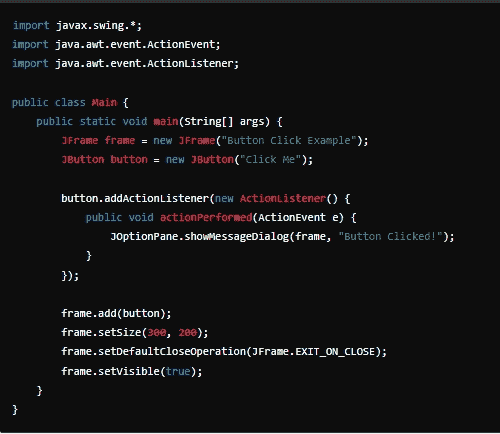 import javax.swing.*;
import java.awt.event.ActionEvent;
import java.awt.event.ActionListener;

public class Main {
    public static void main(String[] args) {
        JFrame frame = new JFrame("Button Click Example");
        JButton button = new JButton("Click Me");

        button.addActionListener(new ActionListener() {
            public void actionPerformed(ActionEvent e) {
                JOptionPane.showMessageDialog(frame, "Button Clicked!");
            }
        });

        frame.add(button);
        frame.setSize(300, 200);
        frame.setDefaultCloseOperation(JFrame.EXIT_ON_CLOSE);
        frame.setVisible(true);
    }
}